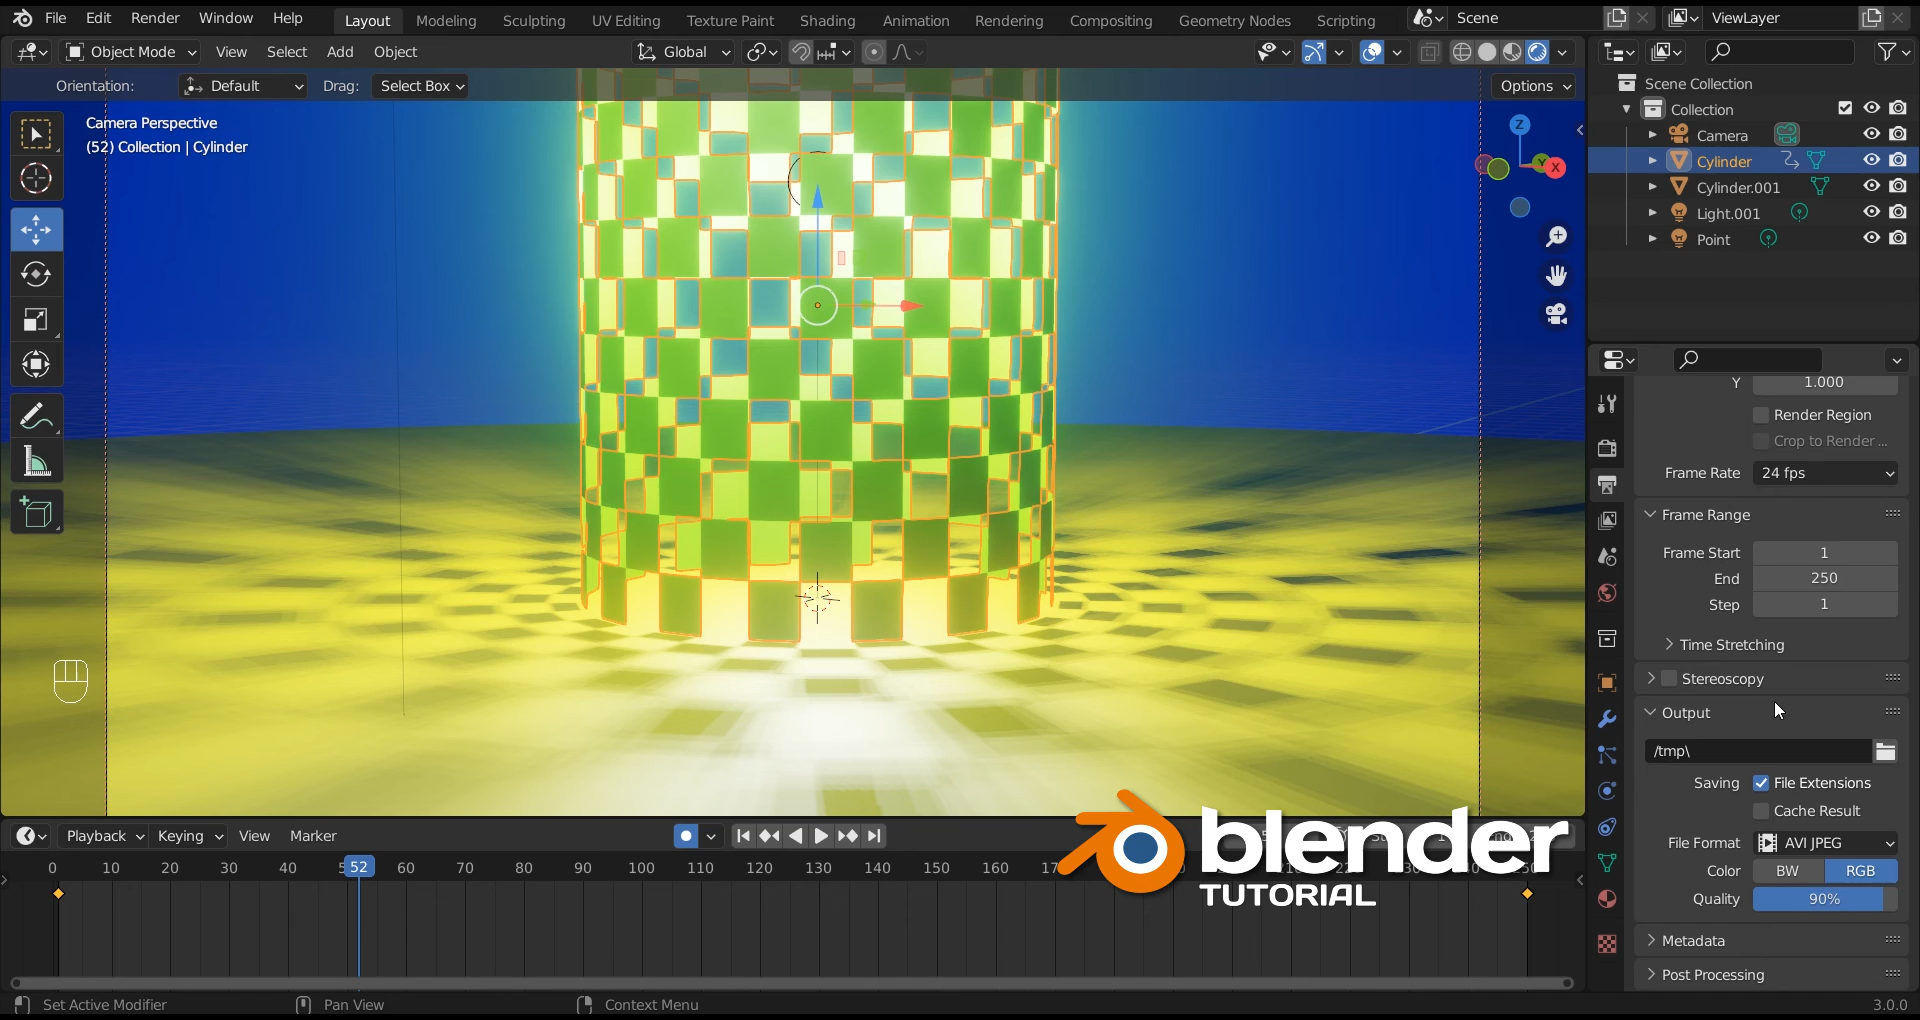 File Edit Render Window Help Layout Modeling Sculpting UV Editing Texture Paint Shading Animation Rendering Compositing Geometry Nodes Scripting Scene ViewLayer
Object Mode View Select Add Object Global
Orientation: Default Drag: Select Box Options
Camera Perspective
(52) Collection | Cylinder
Z
Y
X
Scene Collection
Collection
Camera
Cylinder
Cylinder.001
Light.001
Point
Y 1.000
Render Region
Crop to Render ...
Frame Rate 24 fps
Frame Range
Frame Start 1
End 250
Step 1
Time Stretching
Stereoscopy
Output
/tmp\
Saving File Extensions
Cache Result
File Format AVI JPEG
Color BW RGB
Quality 90%
Metadata
Post Processing
Playback Keying View Marker
0 10 20 30 40 52 60 70 80 90 100 110 120 130 140 150 160
blender
TUTORIAL
Set Active Modifier Pan View Context Menu 3.0.0